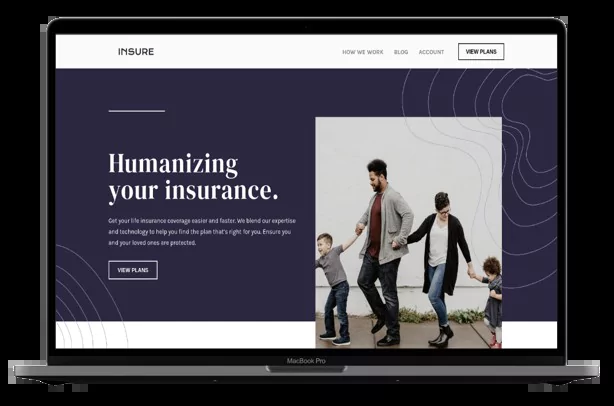 INSURE
HOW WE WORK BLOG ACCOUNT VIEW PLANS
Humanizing
your insurance.
Get your life insurance coverage easier and faster. We blend our expertise
and technology to help you find the plan that's right for you. Ensure you
and your loved ones are protected.
VIEW PLANS
MacBook Pro